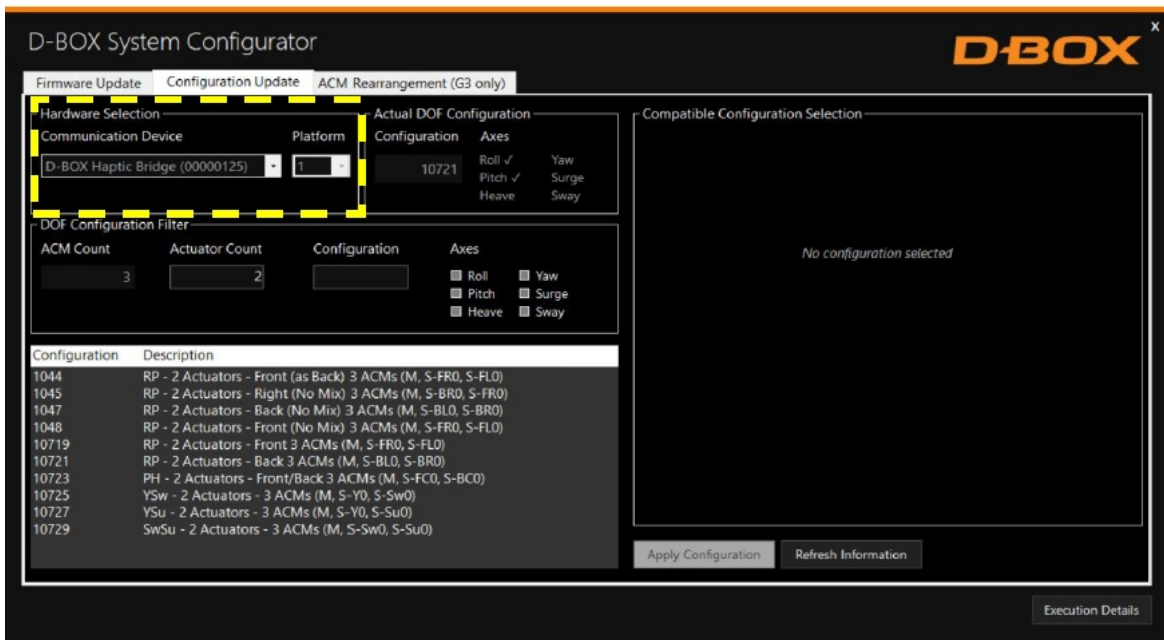 D-BOX System Configurator
D-BOX
x
Firmware Update Configuration Update ACM Rearrangement (G3 only)
Hardware Selection
Communication Device Platform
D-BOX Haptic Bridge (00000125) 1
Actual DOF Configuration
Configuration Axes
10721
Roll ✓ Yaw
Pitch ✓ Surge
Heave Sway
DOF Configuration Filter
ACM Count Actuator Count Configuration Axes
3 2
Roll Yaw
Pitch Surge
Heave Sway
Configuration Description
1044 RP - 2 Actuators - Front (as Back) 3 ACMs (M, S-FR0, S-FL0)
1045 RP - 2 Actuators - Right (No Mix) 3 ACMs (M, S-BR0, S-FR0)
1047 RP - 2 Actuators - Back (No Mix) 3 ACMs (M, S-BL0, S-BR0)
1048 RP - 2 Actuators - Front (No Mix) 3 ACMs (M, S-FR0, S-FL0)
10719 RP - 2 Actuators - Front 3 ACMs (M, S-FR0, S-FL0)
10721 RP - 2 Actuators - Back 3 ACMs (M, S-BL0, S-BR0)
10723 PH - 2 Actuators - Front/Back 3 ACMs (M, S-FC0, S-BC0)
10725 YSw - 2 Actuators - 3 ACMs (M, S-Y0, S-Sw0)
10727 YSu - 2 Actuators - 3 ACMs (M, S-Y0, S-Su0)
10729 SwSu - 2 Actuators - 3 ACMs (M, S-Sw0, S-Su0)
Compatible Configuration Selection
No configuration selected
Apply Configuration Refresh Information
Execution Details